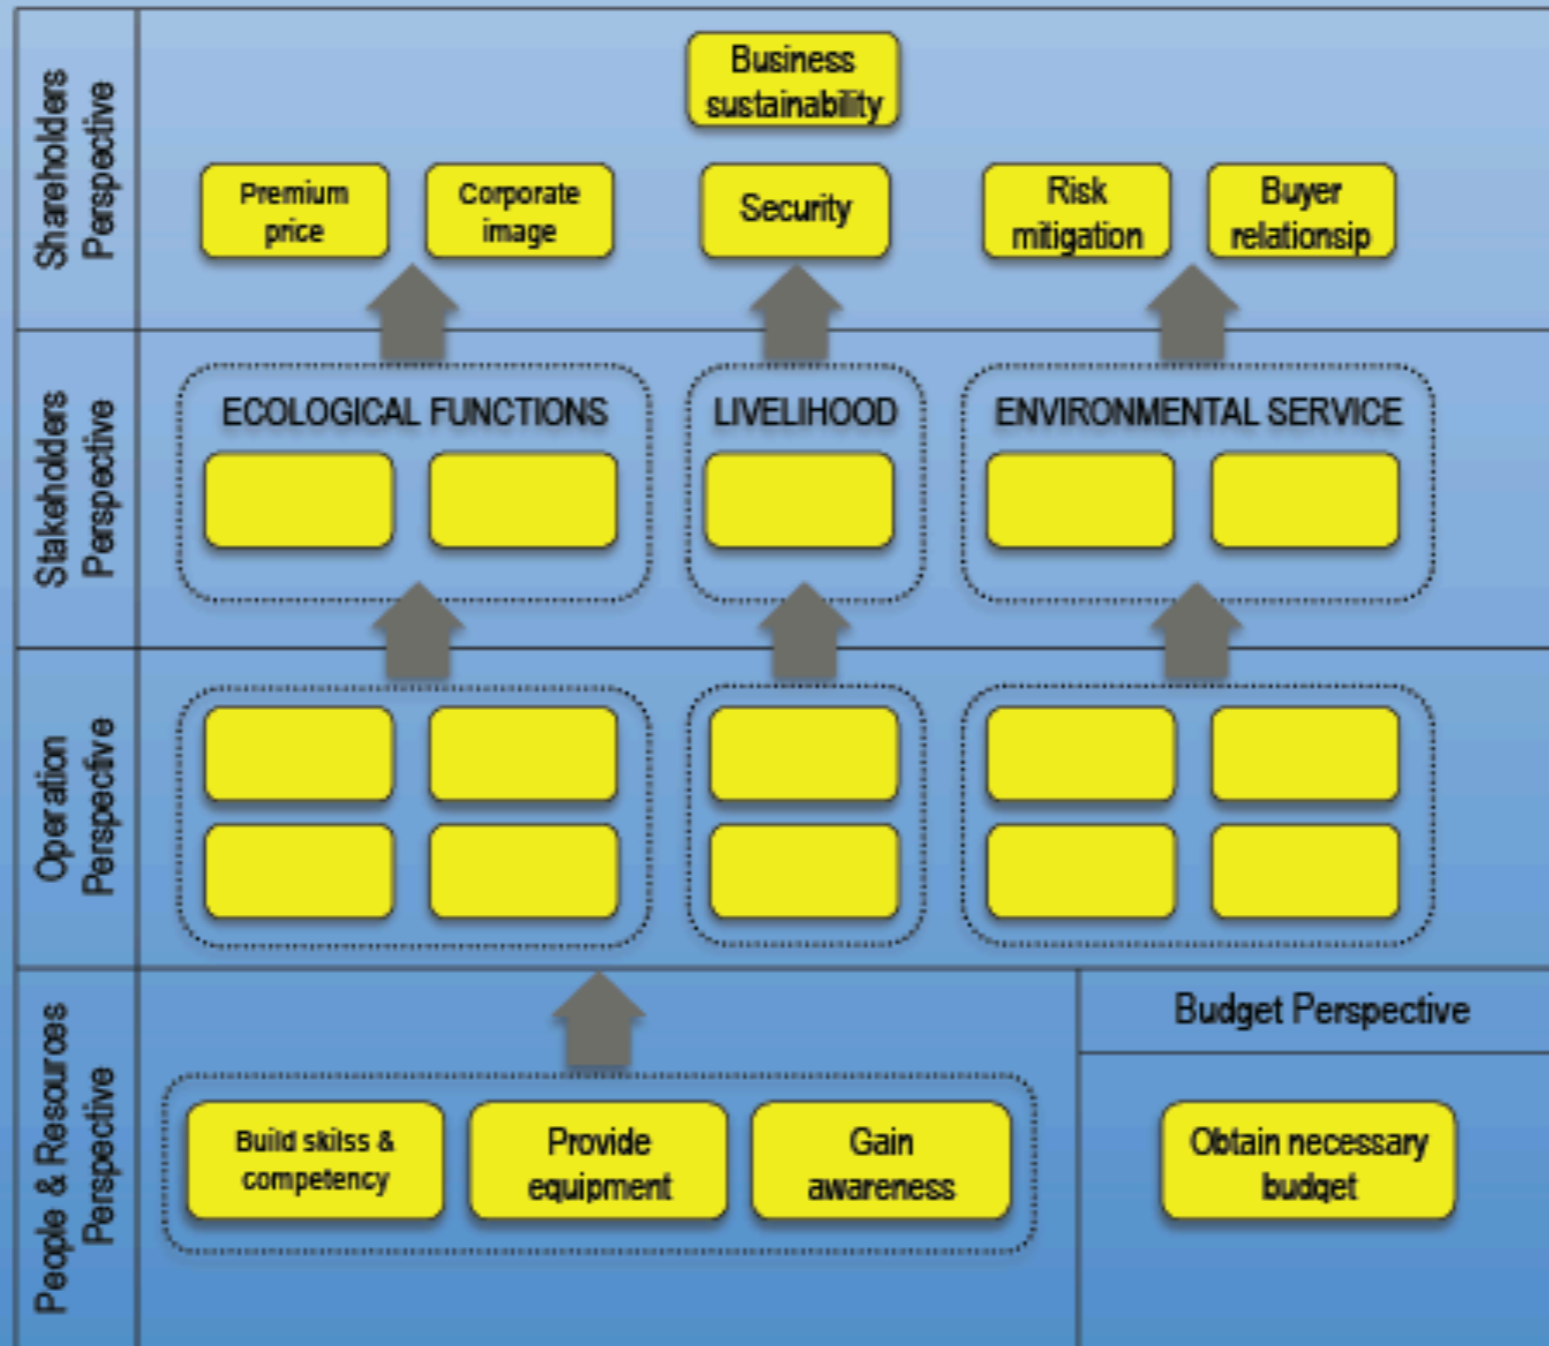 Shareholders
Perspective
Business
sustainability
Premium
price
Corporate
image
Security
Risk
mitigation
Buyer
relationsip
Stakeholders
Perspective
ECOLOGICAL FUNCTIONS
LIVELIHOOD
ENVIRONMENTAL SERVICE
Operation
Perspective
People & Resources
Perspective
Budget Perspective
Build skilss &
competency
Provide
equipment
Gain
awareness
Obtain necessary
budget